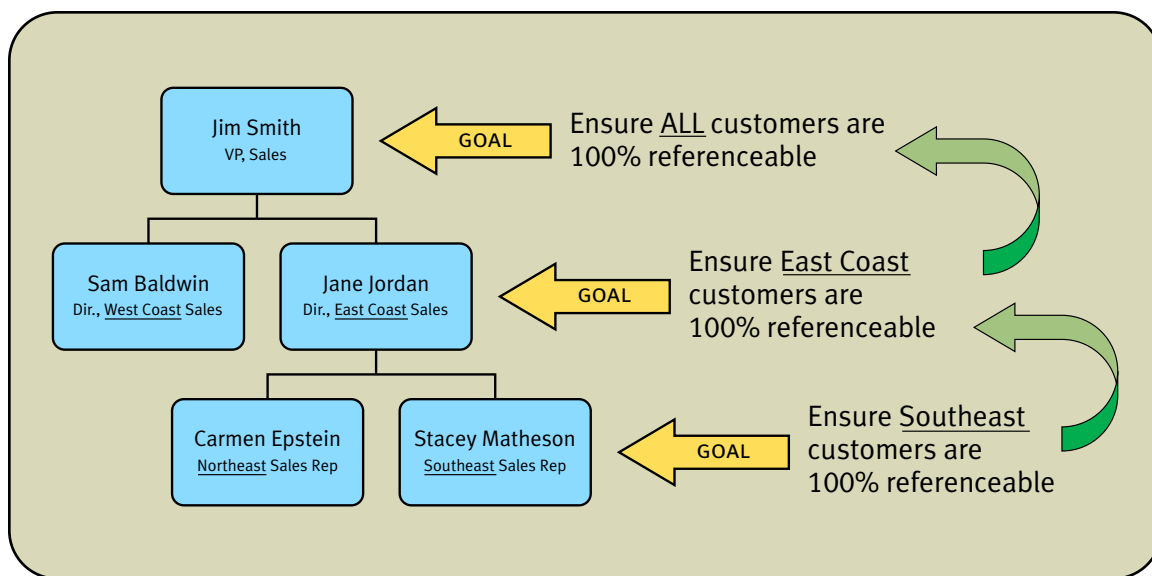 Jim Smith
VP, Sales
GOAL
Ensure ALL customers are
100% referenceable
Sam Baldwin
Dir., West Coast Sales
Jane Jordan
Dir., East Coast Sales
GOAL
Ensure East Coast
customers are
100% referenceable
Carmen Epstein
Northeast Sales Rep
Stacey Matheson
Southeast Sales Rep
GOAL
Ensure Southeast
customers are
100% referenceable